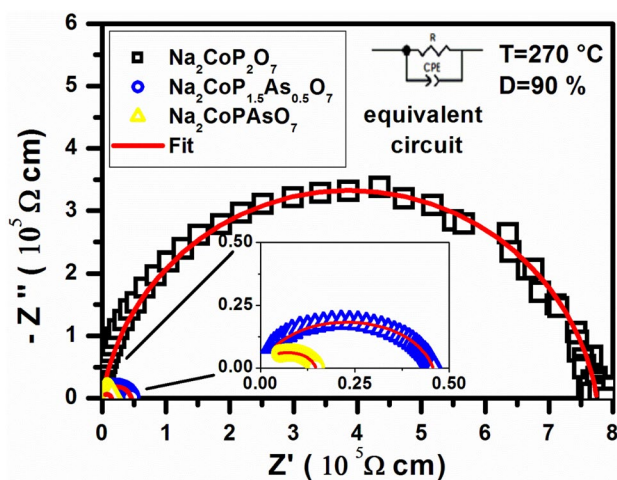 6
5
4
3
2
1
0
- Z'' ( 10⁵ Ω cm)
Na₂CoP₂O₇
Na₂CoP₁.₅As₀.₅O₇
Na₂CoPAsO₇
Fit
R
CPE
equivalent
circuit
T=270 °C
D=90 %
0.50
0.25
0.00
0.00 0.25 0.50
0 1 2 3 4 5 6 7 8
Z' ( 10⁵Ω cm)